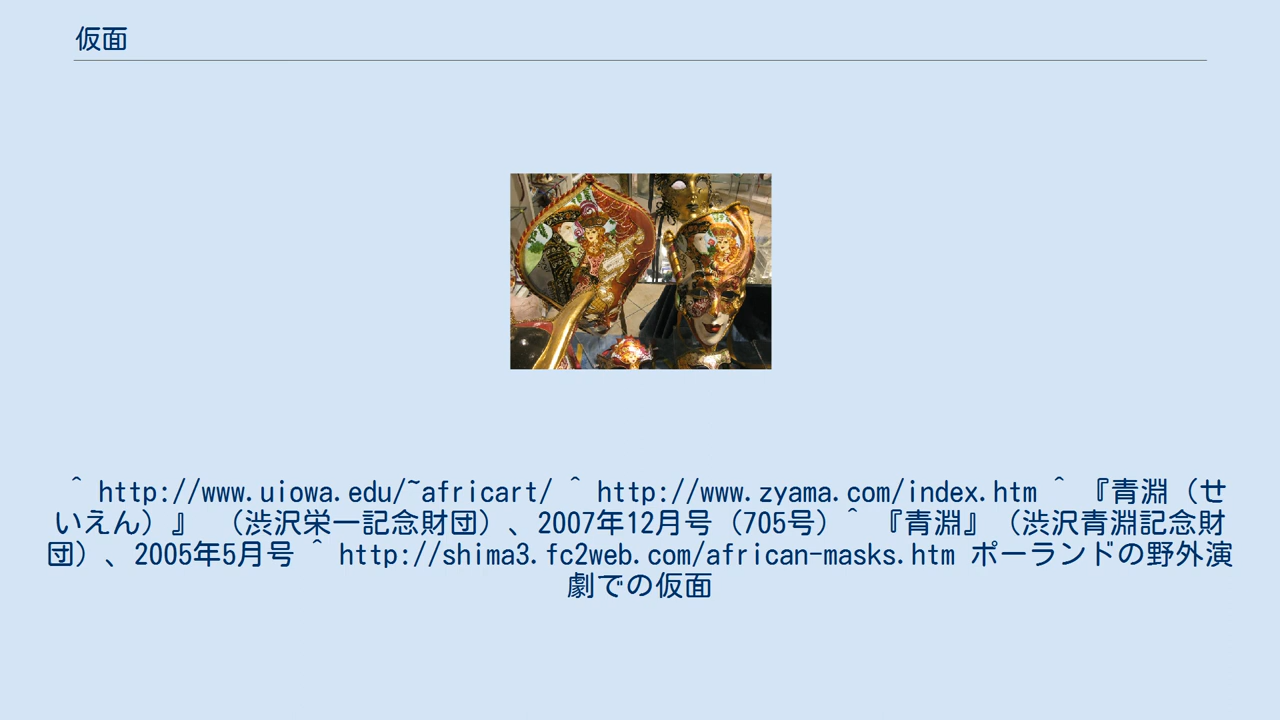 仮面
^ http://www.uiowa.edu/~africart/ ^ http://www.zyama.com/index.htm ^ 『青淵（せ
いえん）』 （渋沢栄一記念財団）、2007年12月号（705号）^ 『青淵』（渋沢青淵記念財
団）、2005年5月号 ^ http://shima3.fc2web.com/african-masks.htm ポーランドの野外演
劇での仮面